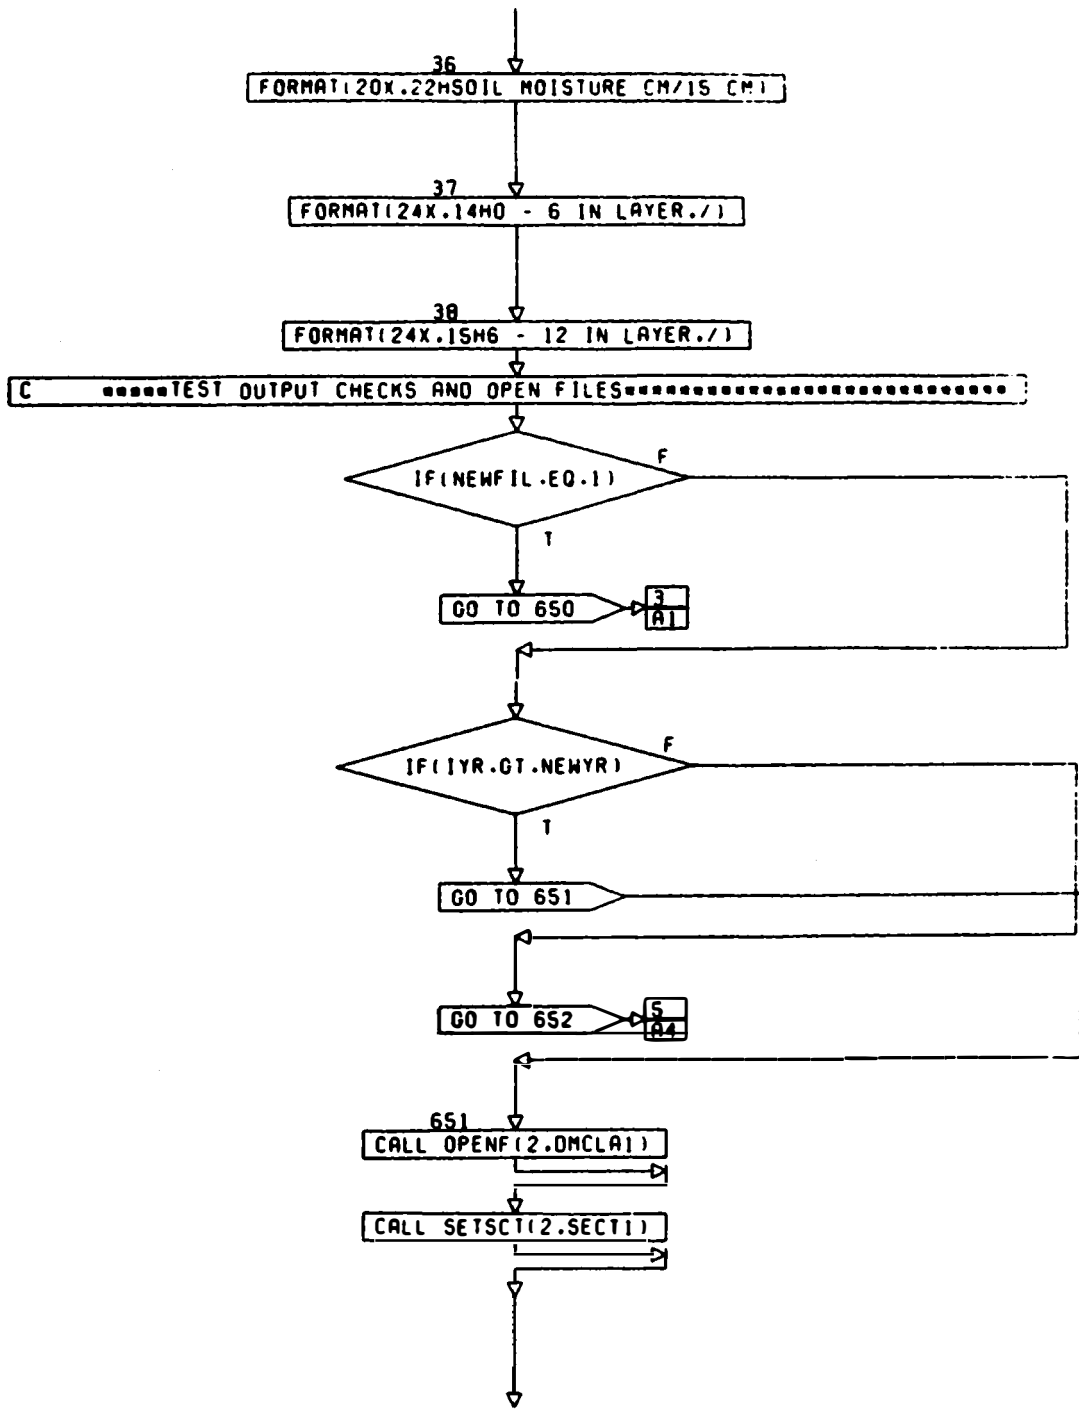 36
FORMAT(20X.22HSOIL MOISTURE CM/15 CM)
37
FORMAT(24X.14H0 - 6 IN LAYER./)
38
FORMAT(24X.15H6 - 12 IN LAYER./)
C *****TEST OUTPUT CHECKS AND OPEN FILES*****************************
IF(NEWFIL.EQ.1)
F
T
GO TO 650
3
A1
IF(IYR.GT.NEWYR)
F
T
GO TO 651
GO TO 652
5
A4
651
CALL OPENF(2.DMCLA1)
CALL SETSCT(2.SECT1)